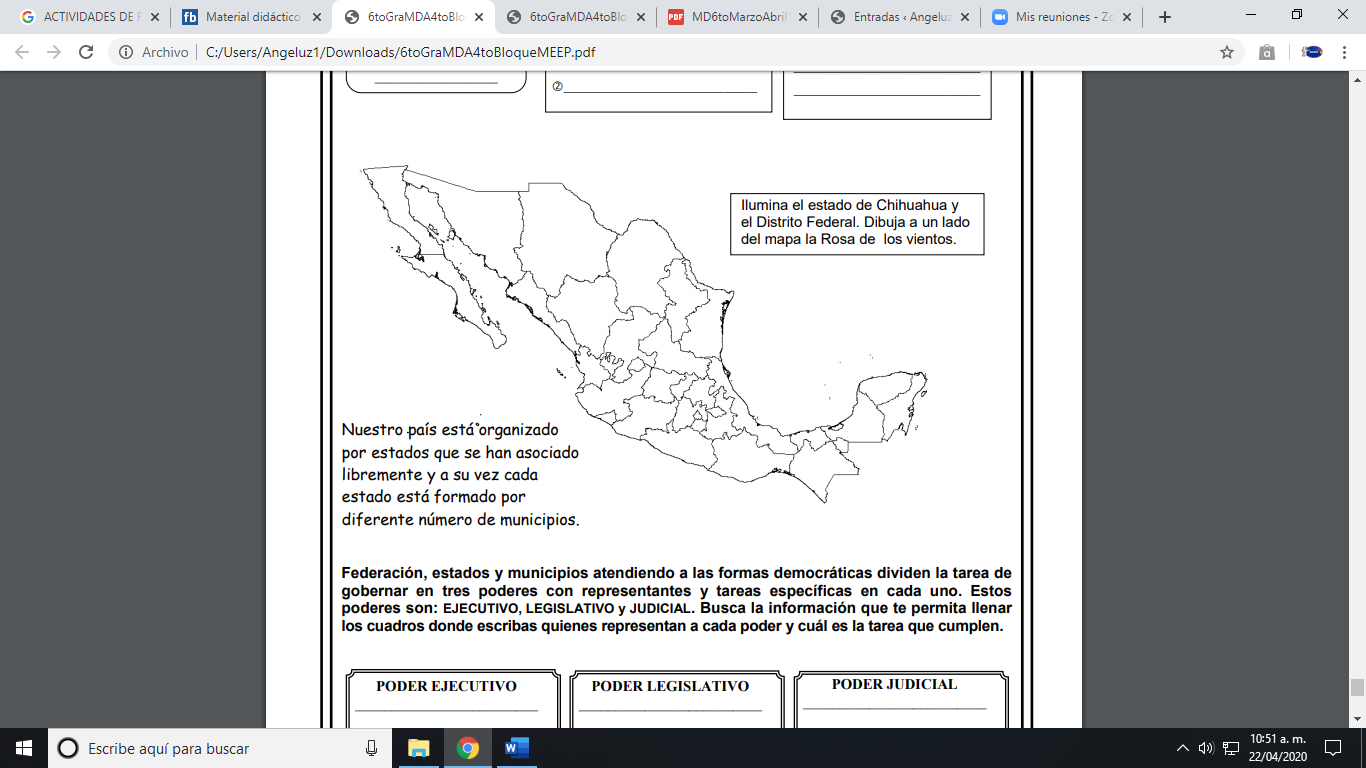 ACTIVIDADES DE F
Material didáctico
6toGraMDA4toBlo
6toGraMDA4toBlo
MD6toMarzoAbril
Entradas ‹ Angeluz
Mis reuniones - Zo
Archivo
C:/Users/Angeluz1/Downloads/6toGraMDA4toBloqueMEEP.pdf
②
Ilumina el estado de Chihuahua y
el Distrito Federal. Dibuja a un lado
del mapa la Rosa de los vientos.
Nuestro país está organizado
por estados que se han asociado
libremente y a su vez cada
estado está formado por
diferente número de municipios.
Federación, estados y municipios atendiendo a las formas democráticas dividen la tarea de
gobernar en tres poderes con representantes y tareas específicas en cada uno. Estos
poderes son: EJECUTIVO, LEGISLATIVO y JUDICIAL. Busca la información que te permita llenar
los cuadros donde escribas quienes representan a cada poder y cuál es la tarea que cumplen.
PODER EJECUTIVO
PODER LEGISLATIVO
PODER JUDICIAL
Escribe aquí para buscar
10:51 a. m.
22/04/2020